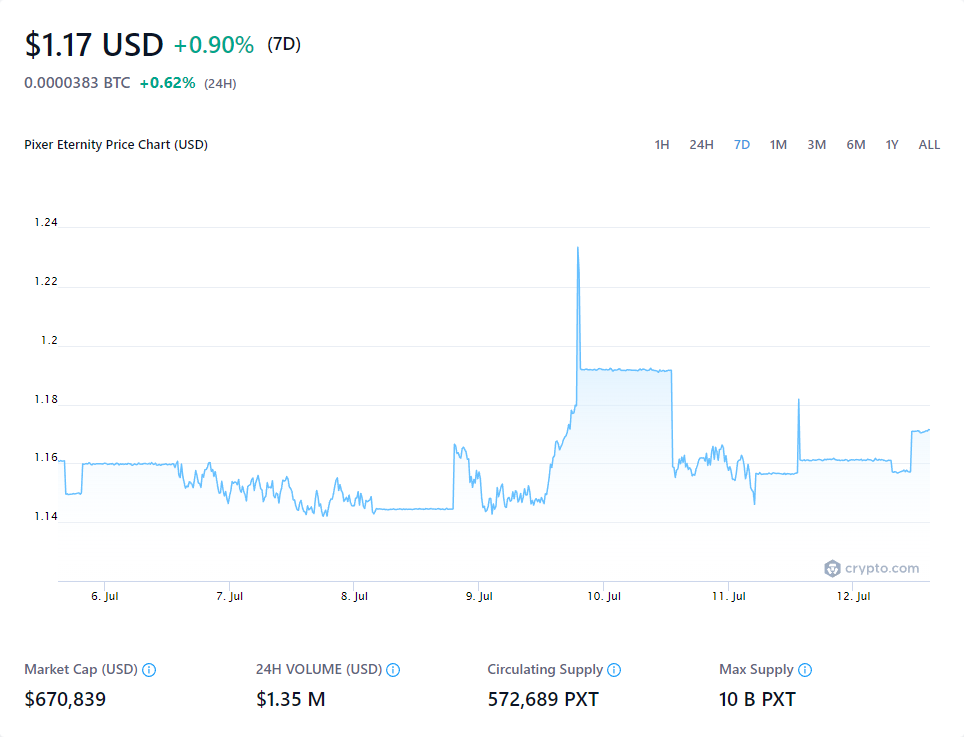 $1.17 USD +0.90% (7D)
0.0000383 BTC +0.62% (24H)
Pixer Eternity Price Chart (USD) 1H 24H 7D 1M 3M 6M 1Y ALL
1.24
1.22
1.2
1.18
1.16
1.14
crypto.com
6. Jul 7. Jul 8. Jul 9. Jul 10. Jul 11. Jul 12. Jul
Market Cap (USD) 24H VOLUME (USD) Circulating Supply Max Supply
$670,839 $1.35 M 572,689 PXT 10 B PXT